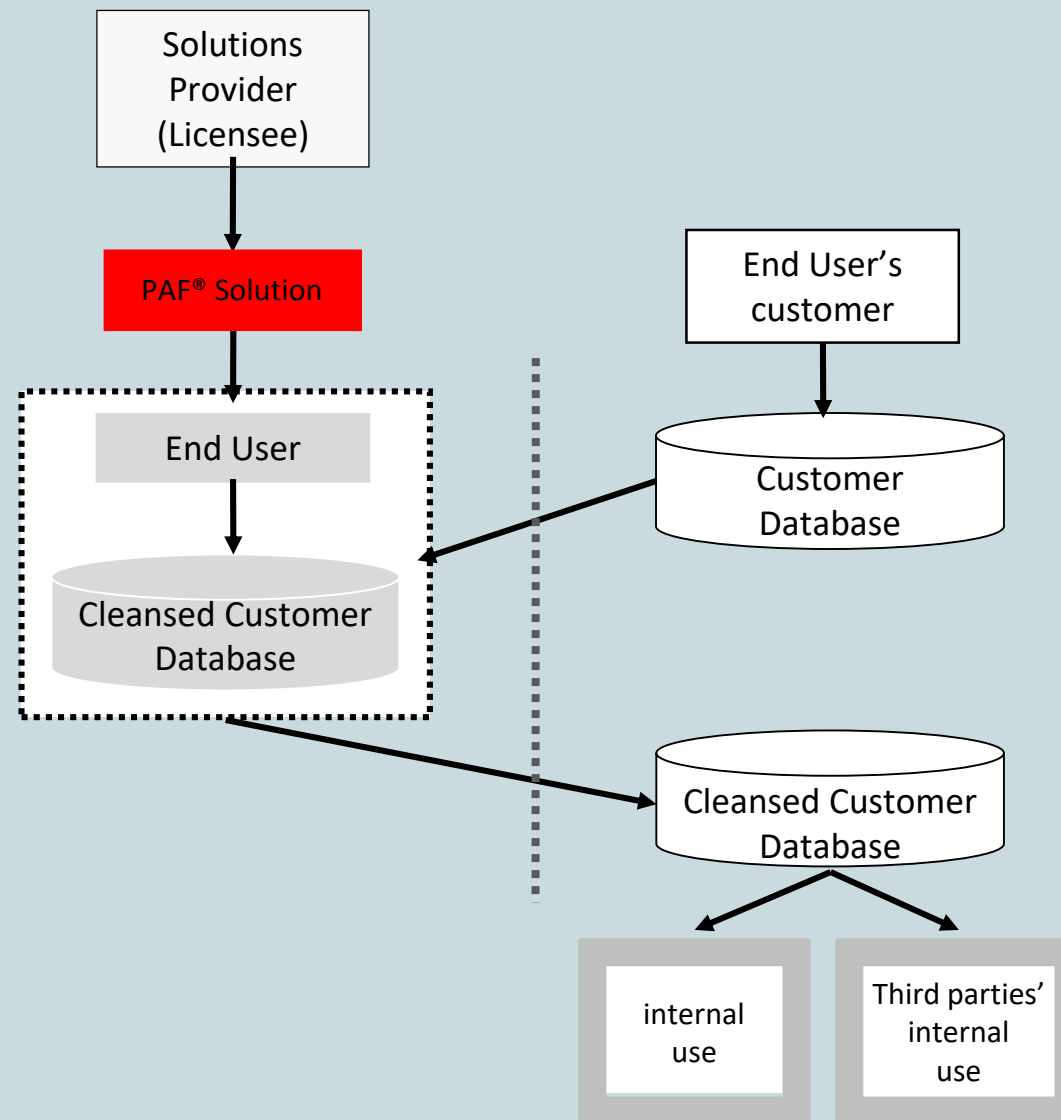 Solutions
Provider
(Licensee)
PAF® Solution
End User
Cleansed Customer
Database
End User’s
customer
Customer
Database
Cleansed Customer
Database
internal
use
Third parties’
internal
use